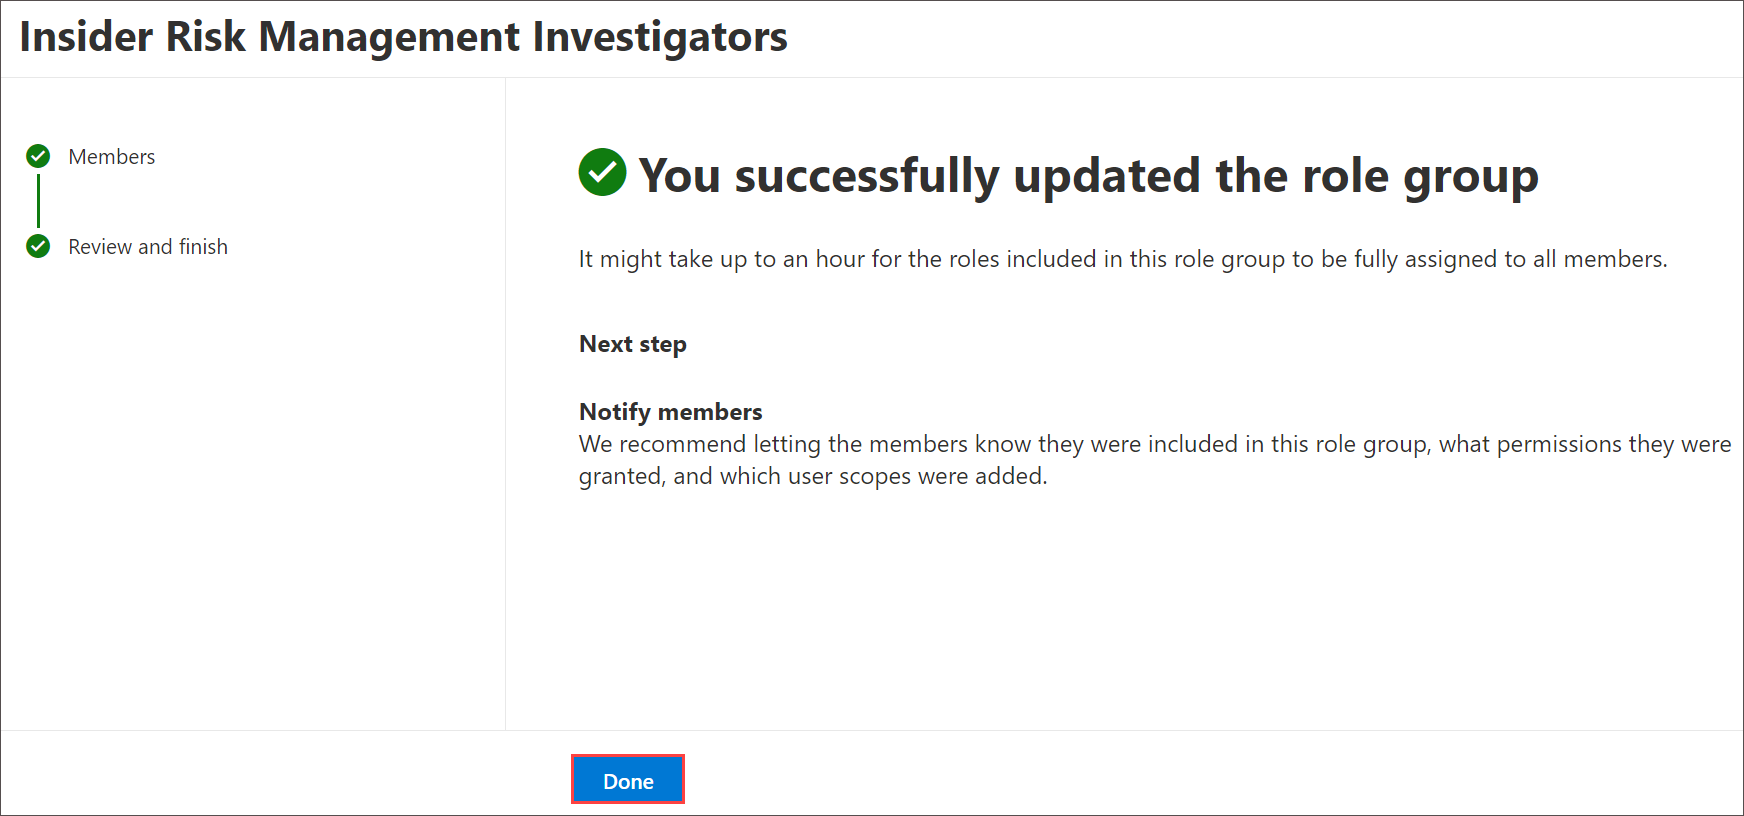 Insider Risk Management Investigators
Members
Review and finish
You successfully updated the role group
It might take up to an hour for the roles included in this role group to be fully assigned to all members.
Next step
Notify members
We recommend letting the members know they were included in this role group, what permissions they were
granted, and which user scopes were added.
Done